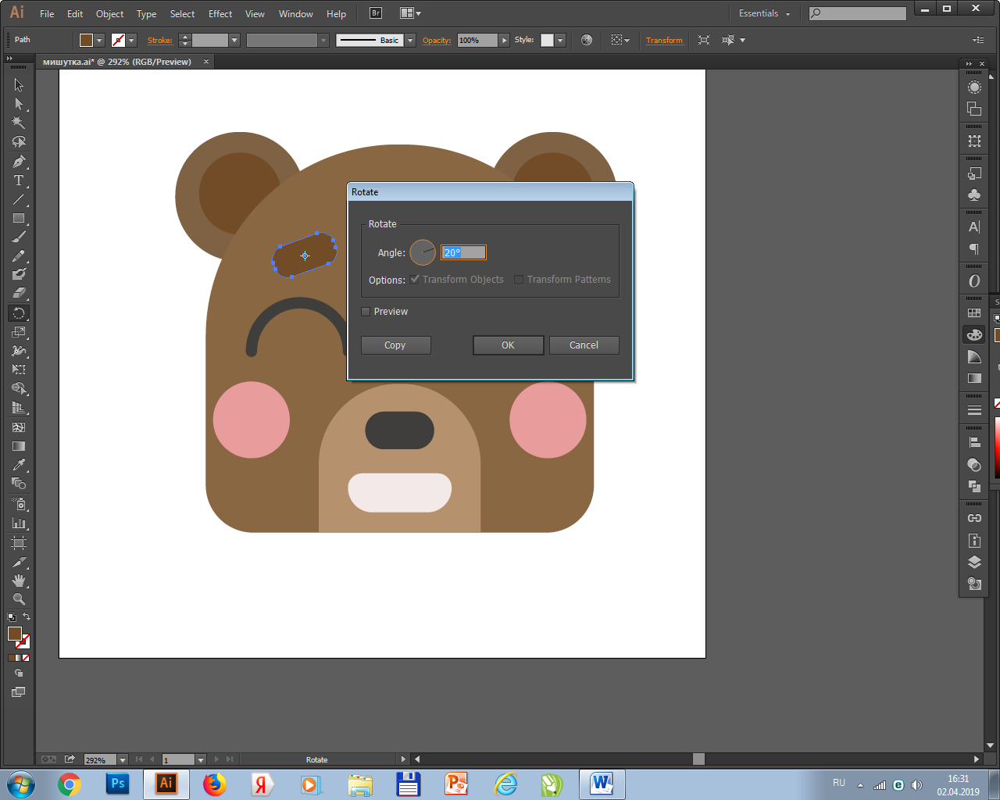 Ai File Edit Object Type Select Effect View Window Help Br Essentials
Path Stroke: Basic Opacity: 100% Style: Transform
мишутка.ai* @ 292% (RGB/Preview)
Rotate
Rotate
Angle: 20°
Options: Transform Objects Transform Patterns
Preview
Copy OK Cancel
292% 1 Rotate
Ps Ai Я P W RU 16:31
02.04.2019